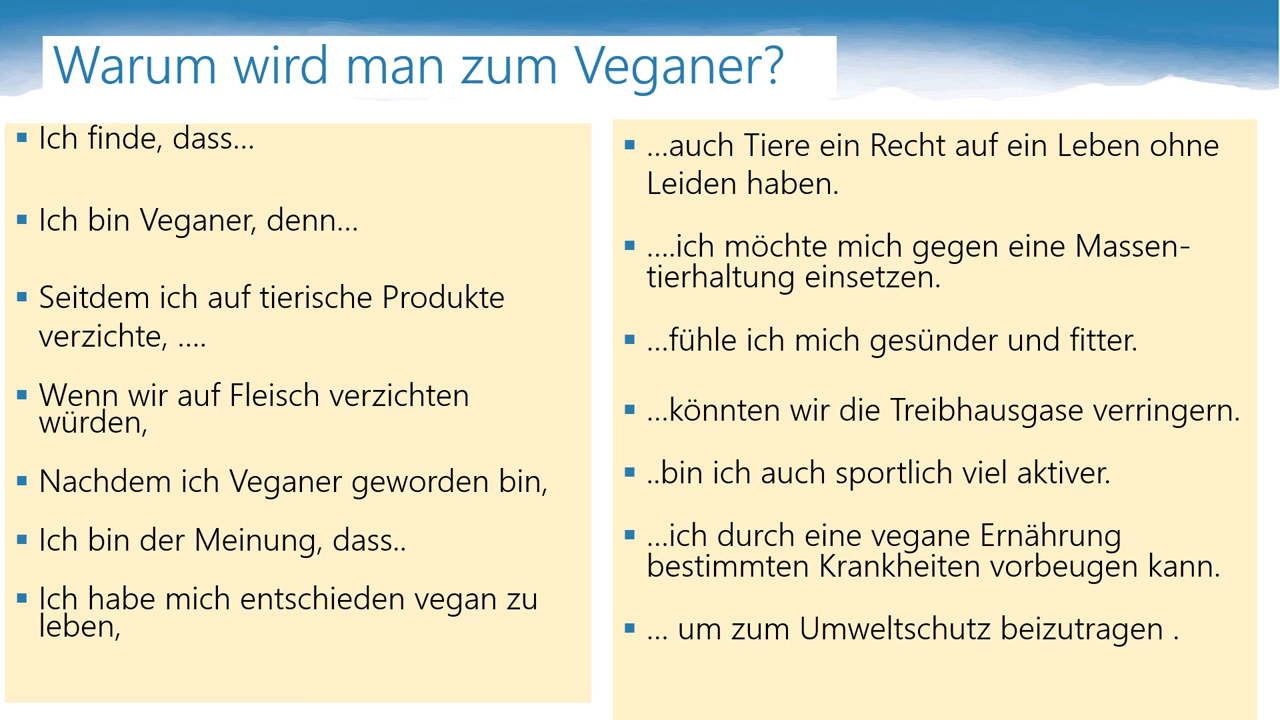 Warum wird man zum Veganer?
▪ Ich finde, dass…
▪ Ich bin Veganer, denn…
▪ Seitdem ich auf tierische Produkte
verzichte, ….
▪ Wenn wir auf Fleisch verzichten
würden,
▪ Nachdem ich Veganer geworden bin,
▪ Ich bin der Meinung, dass..
▪ Ich habe mich entschieden vegan zu
leben,
▪ …auch Tiere ein Recht auf ein Leben ohne
Leiden haben.
▪ ….ich möchte mich gegen eine Massen-
tierhaltung einsetzen.
▪ …fühle ich mich gesünder und fitter.
▪ …könnten wir die Treibhausgase verringern.
▪ ..bin ich auch sportlich viel aktiver.
▪ …ich durch eine vegane Ernährung
bestimmten Krankheiten vorbeugen kann.
▪ … um zum Umweltschutz beizutragen .